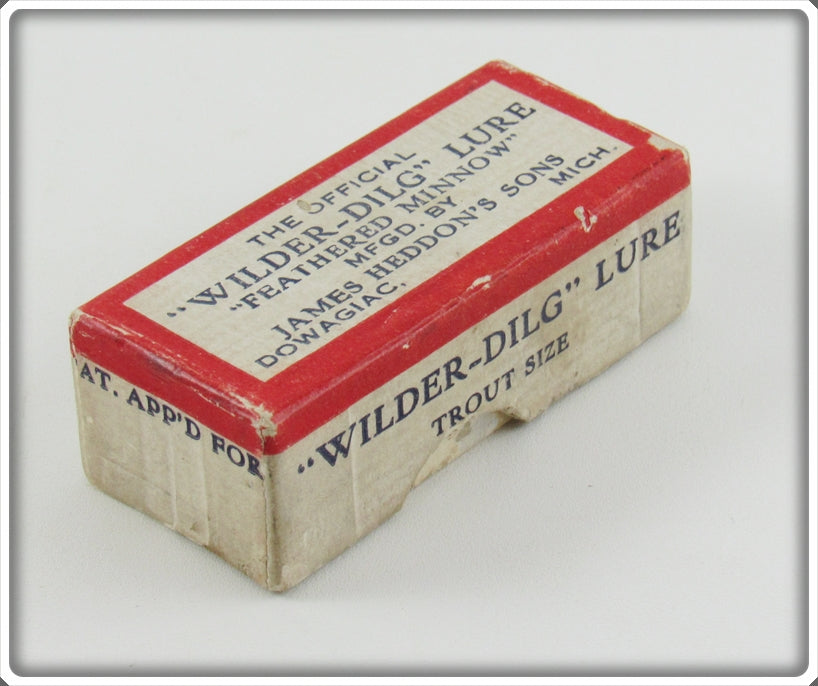 THE OFFICIAL
"WILDER-DILG" LURE
"FEATHERED MINNOW"
MFGD. BY
JAMES HEDDON'S SONS
DOWAGIAC, MICH.
"WILDER-DILG" LURE
TROUT SIZE
AT. APP'D FOR